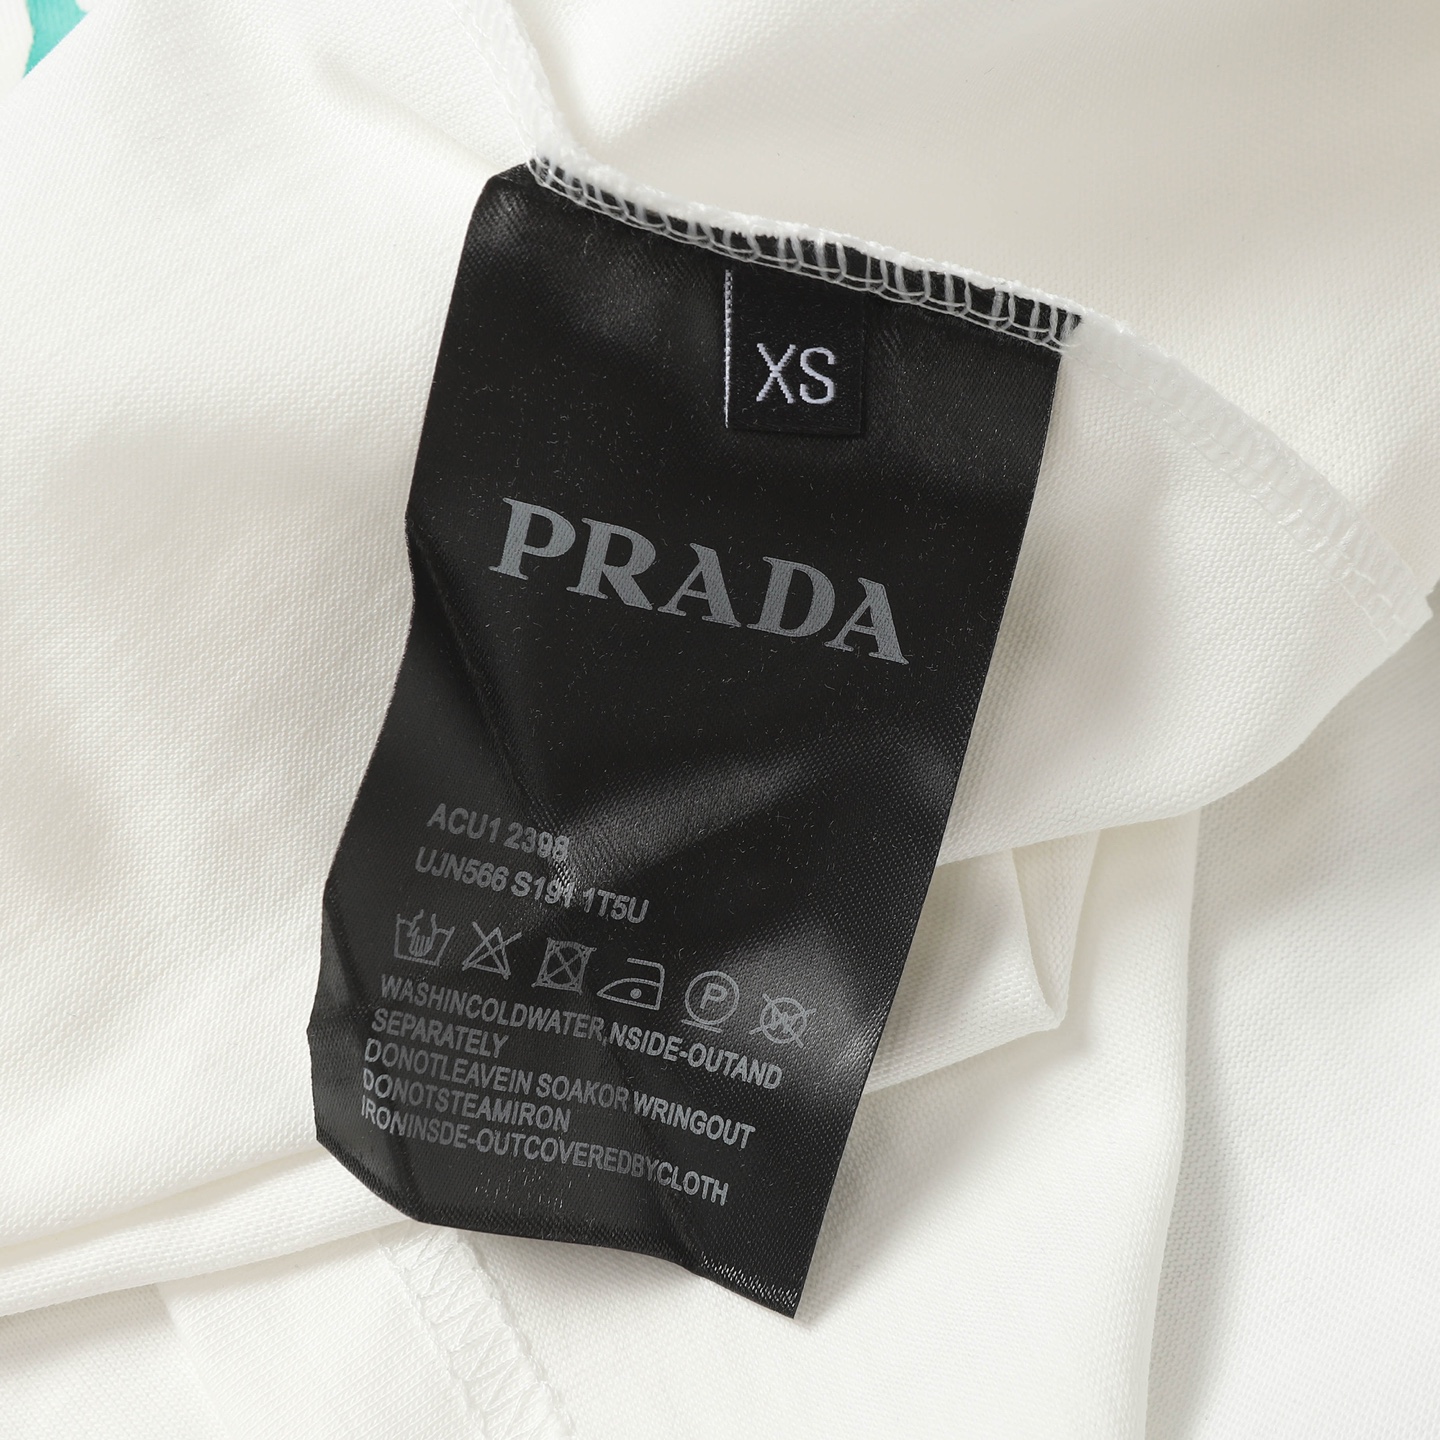 XS
PRADA
ACU1 2398
UJN566 S191 1T5U
P
W
WASHINCOLDWATER,NSIDE-OUTAND
SEPARATELY
DONOTLEAVEIN SOAKOR WRINGOUT
DONOTSTEAMIRON
IRONINSDE-OUTCOVEREDBYCLOTH